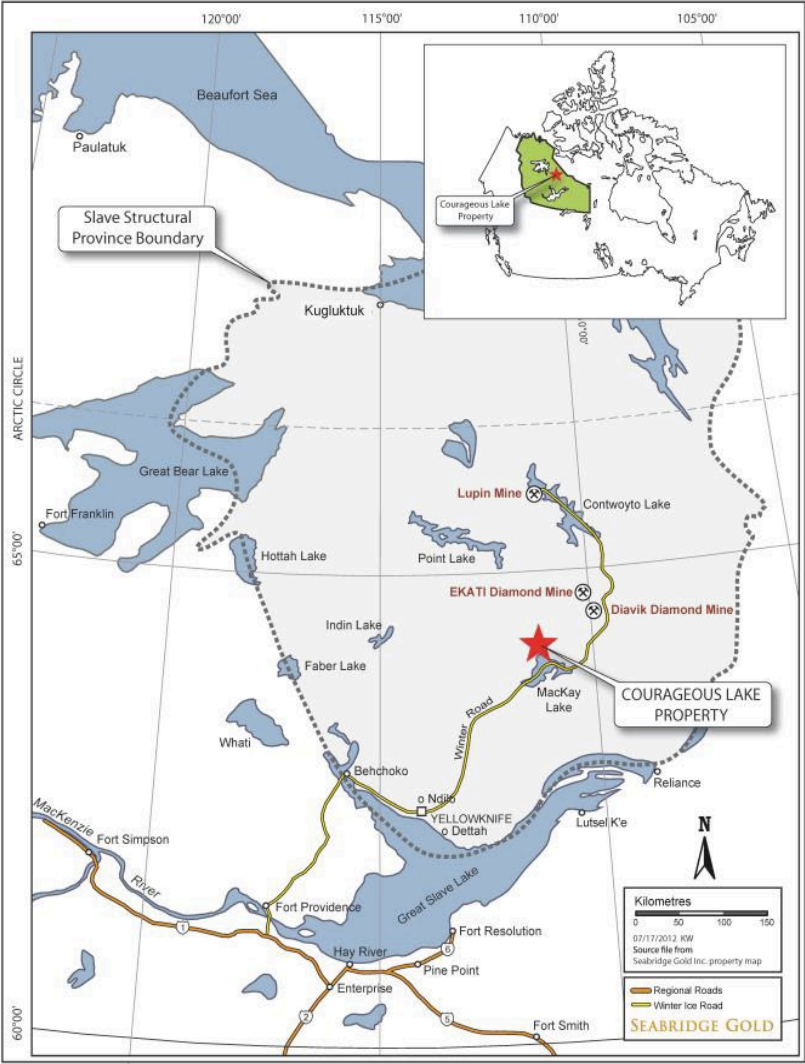 120°00'
115°00'
110°00'
105°00'
Beaufort Sea
Paulatuk
Slave Structural
Province Boundary
Courageous Lake
Property
Kugluktuk
ARCTIC CIRCLE
Great Bear Lake
Fort Franklin
Lupin Mine
Contwoyto Lake
65°00'
Hottah Lake
Point Lake
EKATI Diamond Mine
Diavik Diamond Mine
Indin Lake
Faber Lake
MacKay
Lake
COURAGEOUS LAKE
PROPERTY
Winter Road
Whati
Behchoko
Ndilo
YELLOWKNIFE
Dettah
Reliance
Lutsel K'e
MacKenzie
River
Fort Simpson
Great Slave Lake
Fort Providence
1
Fort Resolution
6
Hay River
Pine Point
Enterprise
2
5
Fort Smith
60°00'
N
Kilometres
0 50 100 150
07/17/2012 KW
Source file from
Seabridge Gold Inc. property map
Regional Roads
Winter Ice Road
SEABRIDGE GOLD